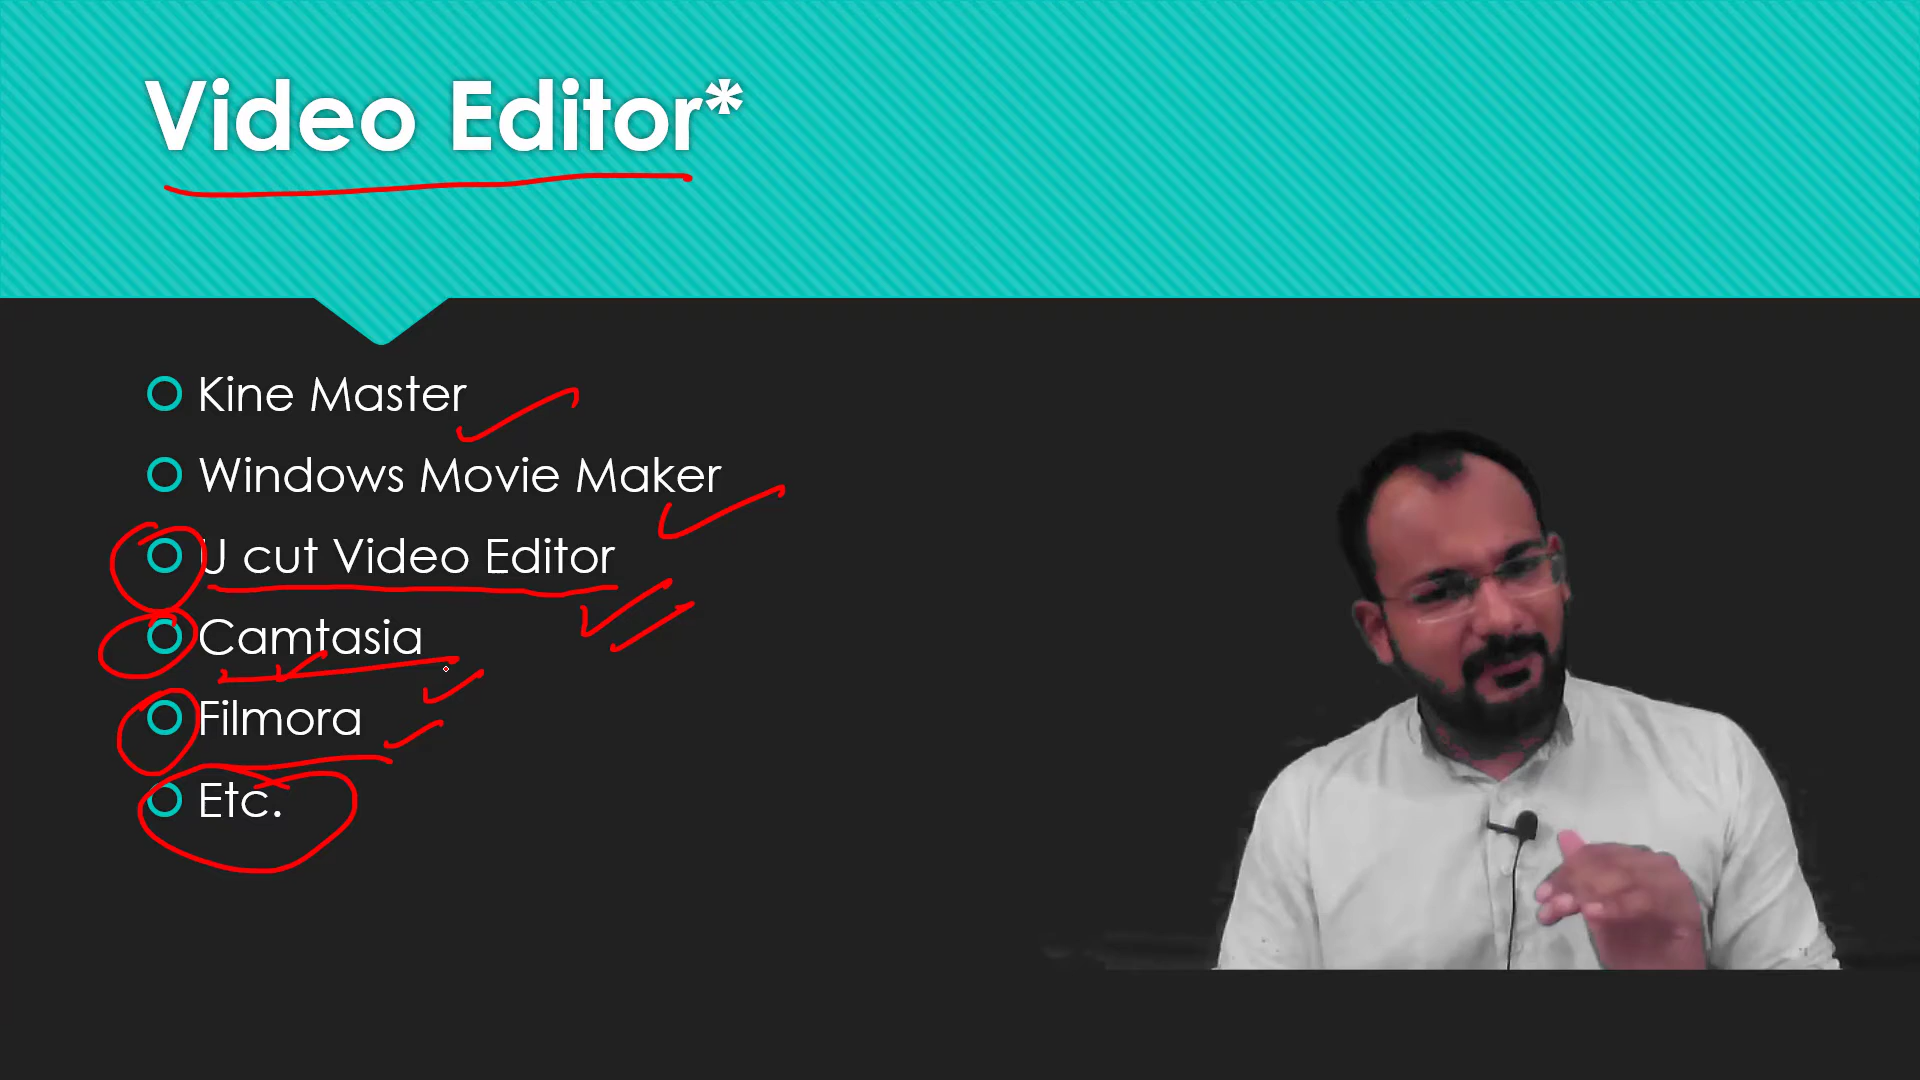 Video Editor*
Kine Master
Windows Movie Maker
U cut Video Editor
Camtasia
Filmora
Etc.